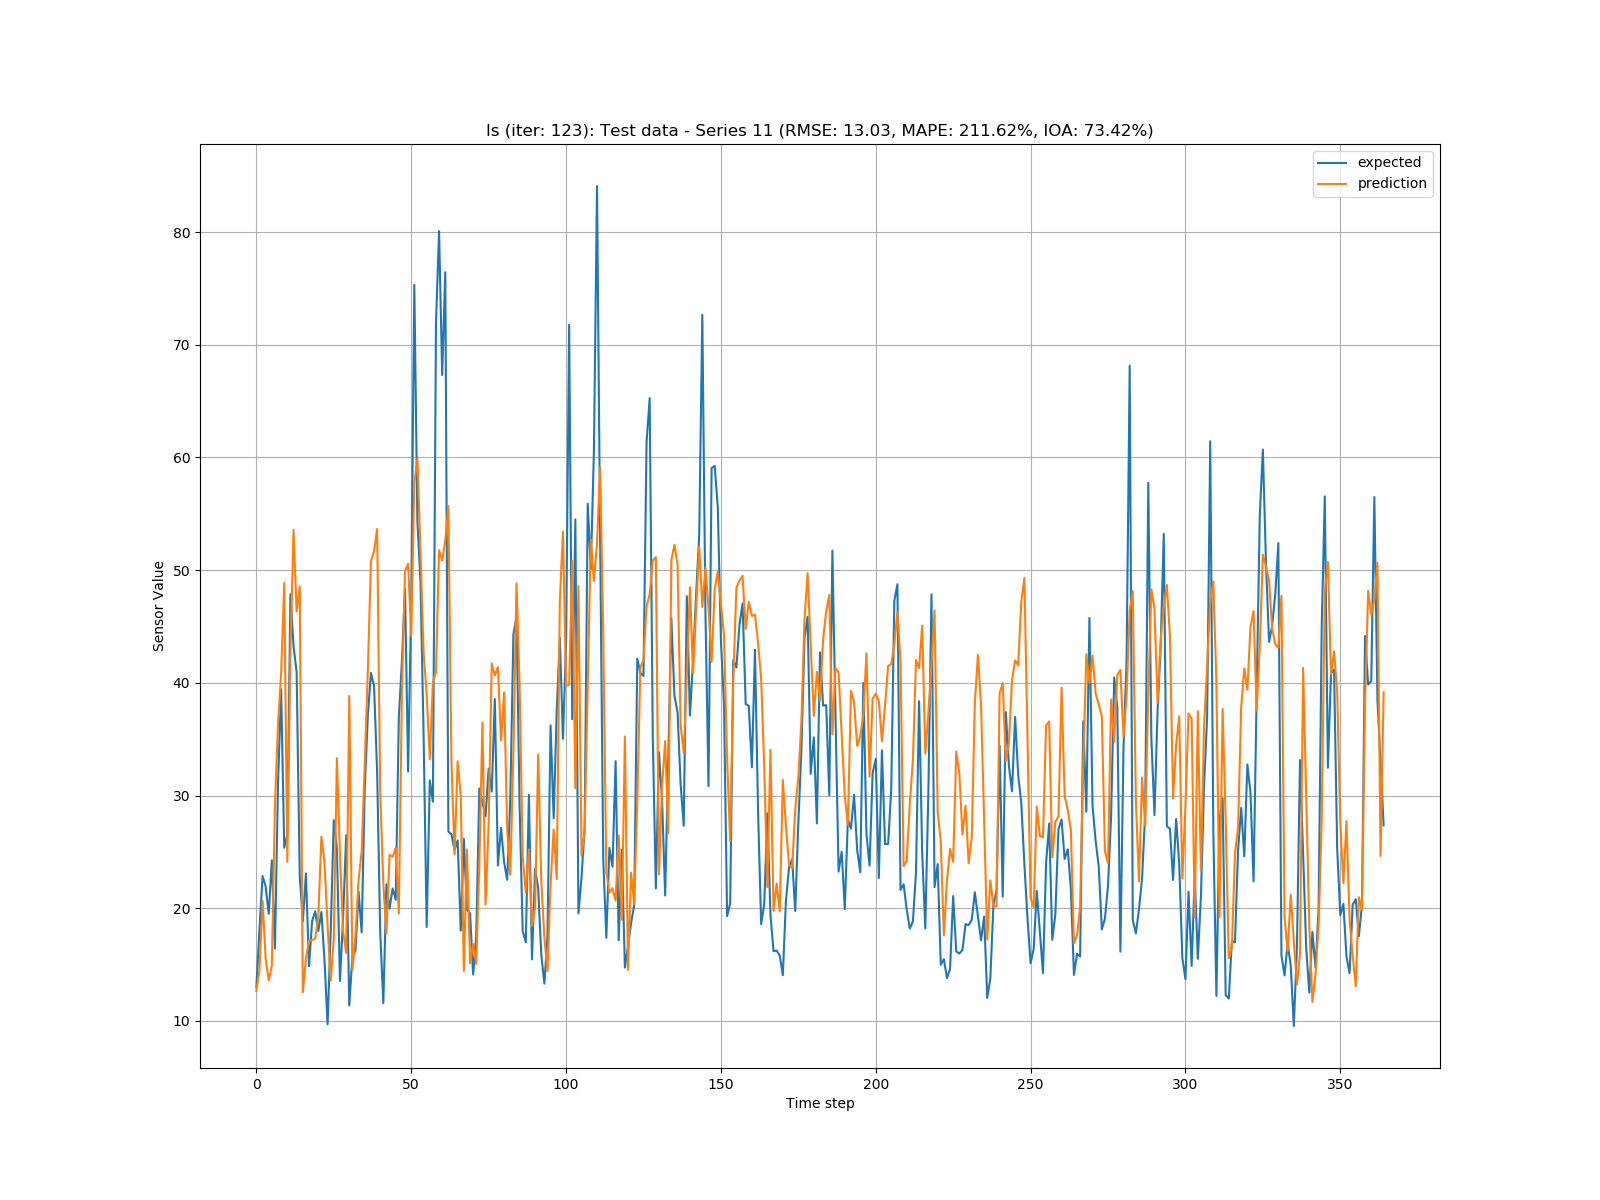 ls (iter: 123): Test data - Series 11 (RMSE: 13.03, MAPE: 211.62%, IOA: 73.42%)
expected
prediction
80
70
60
50
40
30
20
10
Sensor Value
0 50 100 150 200 250 300 350
Time step